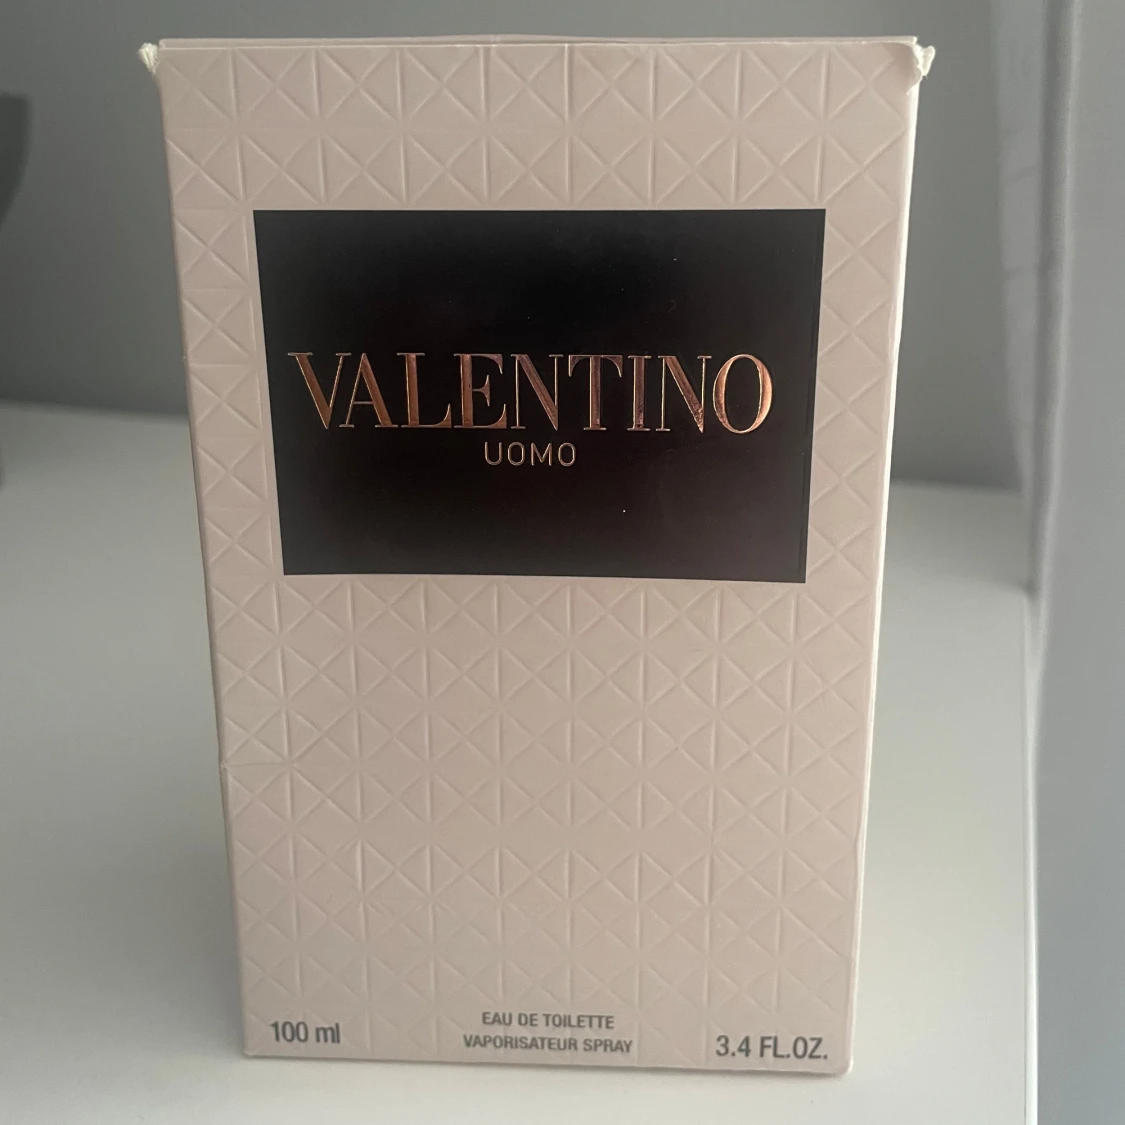 VALENTINO
UOMO
EAU DE TOILETTE
100 ml VAPORISATEUR SPRAY 3.4 FL.OZ.